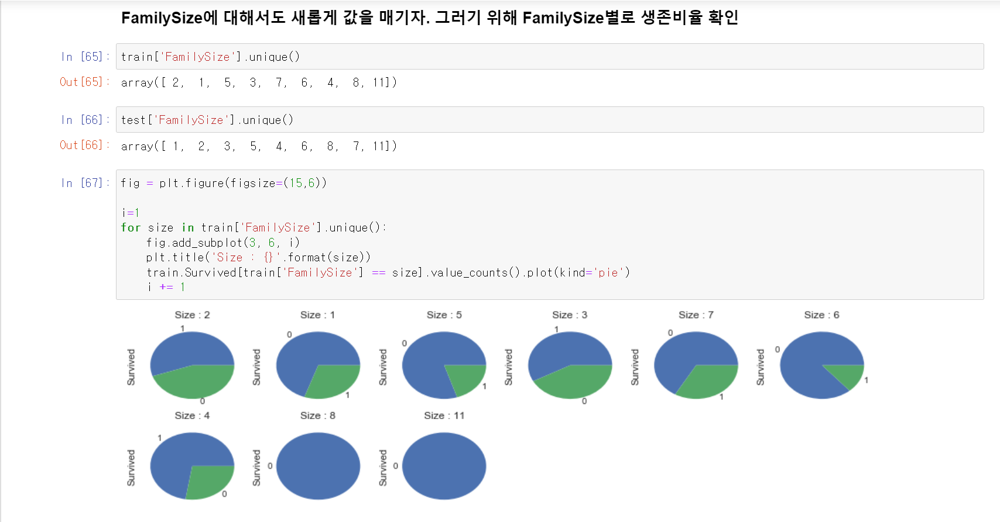 FamilySize에 대해서도 새롭게 값을 매기자. 그러기 위해 FamilySize별로 생존비율 확인
In [65]: train['FamilySize'].unique()
Out[65]: array([ 2,  1,  5,  3,  7,  6,  4,  8, 11])
In [66]: test['FamilySize'].unique()
Out[66]: array([ 1,  2,  3,  5,  4,  6,  8,  7, 11])
In [67]: fig = plt.figure(figsize=(15,6))
i=1
for size in train['FamilySize'].unique():
    fig.add_subplot(3, 6, i)
    plt.title('Size : {}'.format(size))
    train.Survived[train['FamilySize'] == size].value_counts().plot(kind='pie')
    i += 1
Size : 2
Survived
1
0
Size : 1
Survived
0
1
Size : 5
Survived
0
1
Size : 3
Survived
1
0
Size : 7
Survived
0
1
Size : 6
Survived
0
1
Size : 4
Survived
1
0
Size : 8
Survived
0
Size : 11
Survived
0